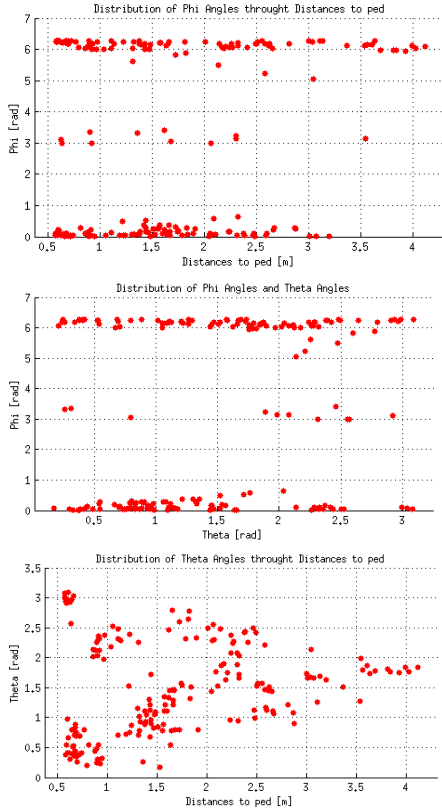 Distribution of Phi Angles throught Distances to ped
7
6
5
4
3
2
1
0
Phi [rad]
0.5 1 1.5 2 2.5 3 3.5 4
Distances to ped [m]
Distribution of Phi Angles and Theta Angles
7
6
5
4
3
2
1
0
Phi [rad]
0.5 1 1.5 2 2.5 3
Theta [rad]
Distribution of Theta Angles throught Distances to ped
3.5
3
2.5
2
1.5
1
0.5
0
Theta [rad]
0.5 1 1.5 2 2.5 3 3.5 4
Distances to ped [m]